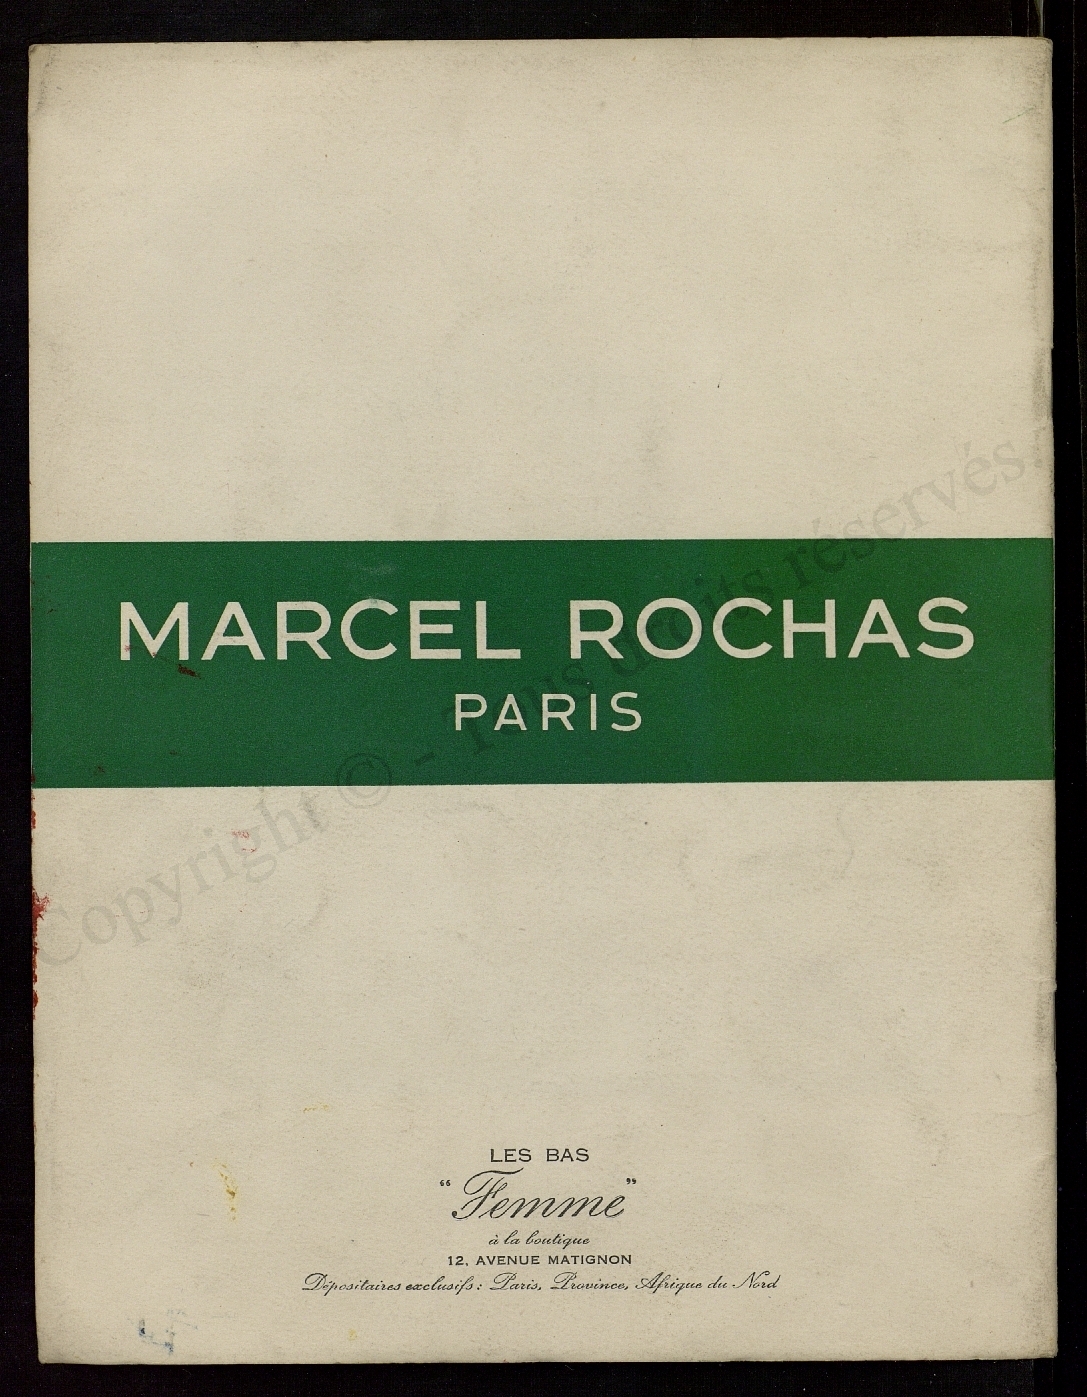 MARCEL ROCHAS
PARIS
LES BAS
"Femme"
à la boutique
12, AVENUE MATIGNON
Dépositaires exclusifs : Paris, Province, Afrique du Nord
Copyright © - Tous droits réservés.